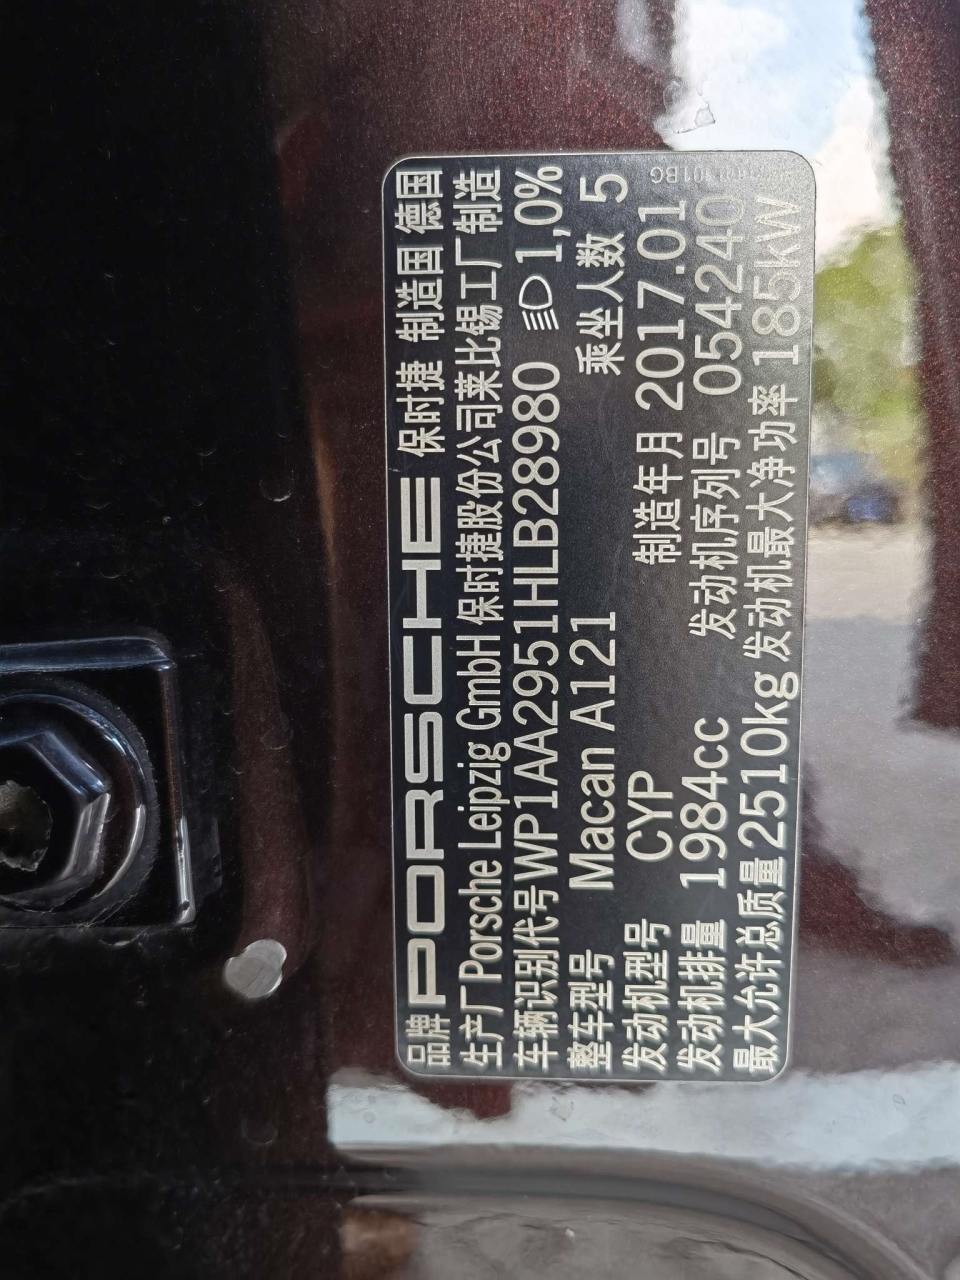 品牌 PORSCHE 保时捷 制造国 德国
生产厂 Porsche Leipzig GmbH 保时捷股份公司莱比锡工厂制造
车辆识别代号 WP1AA2951HLB28980 1,0%
整车型号 Macan A121 乘坐人数 5
发动机型号 CYP 制造年月 2017.01
发动机排量 1984cc 发动机序列号 054240
最大允许总质量 2510kg 发动机最大净功率 185kW